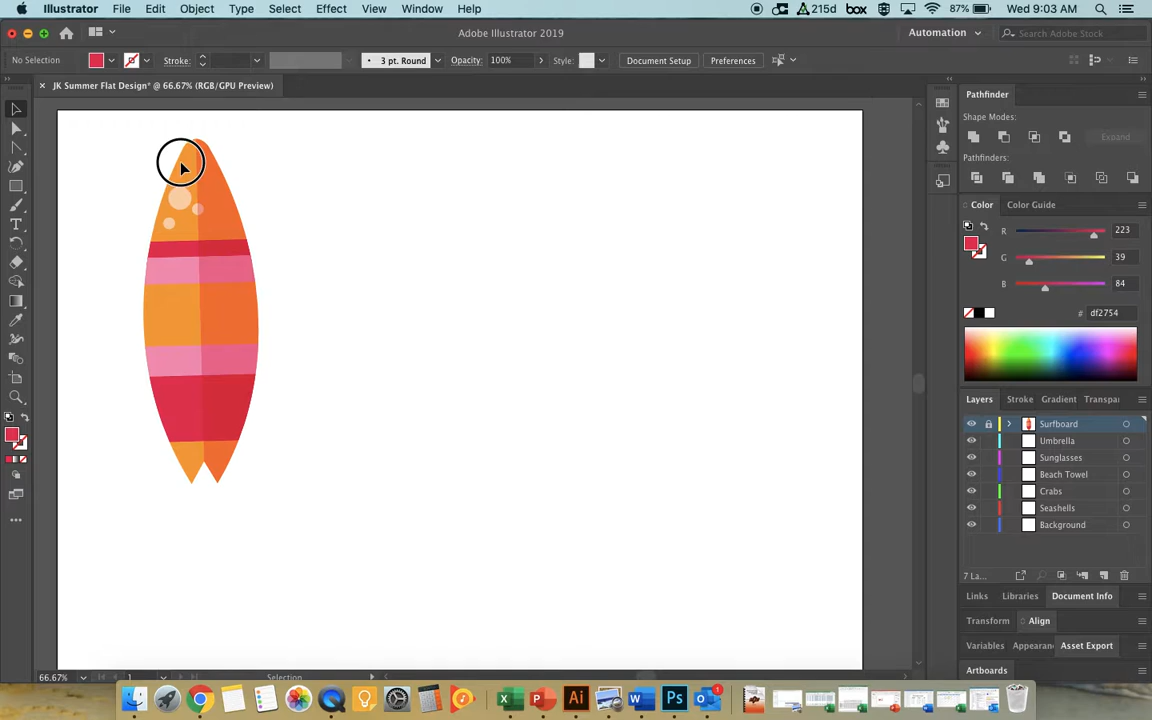 Illustrator File Edit Object Type Select Effect View Window Help 215d box 87% Wed 9:03 AM
Adobe Illustrator 2019 Automation Search Adobe Stock
No Selection Stroke: 3 pt. Round Opacity: 100% Style: Document Setup Preferences
JK Summer Flat Design* @ 66.67% (RGB/GPU Preview)
Pathfinder
Shape Modes:
Expand
Pathfinders:
Color Color Guide
R 223
G 39
B 84
# df2754
Layers Stroke Gradient Transpa
Surfboard
Umbrella
Sunglasses
Beach Towel
Crabs
Seashells
Background
7 La...
Links Libraries Document Info
Transform Align
Variables Appearan Asset Export
Artboards
66.67% 1 Selection